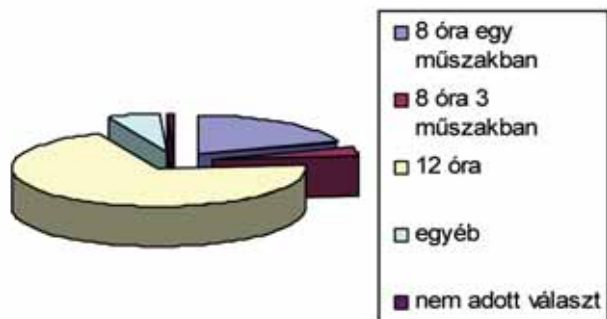 8 óra egy
műszakban
8 óra 3
műszakban
12 óra
egyéb
nem adott választ